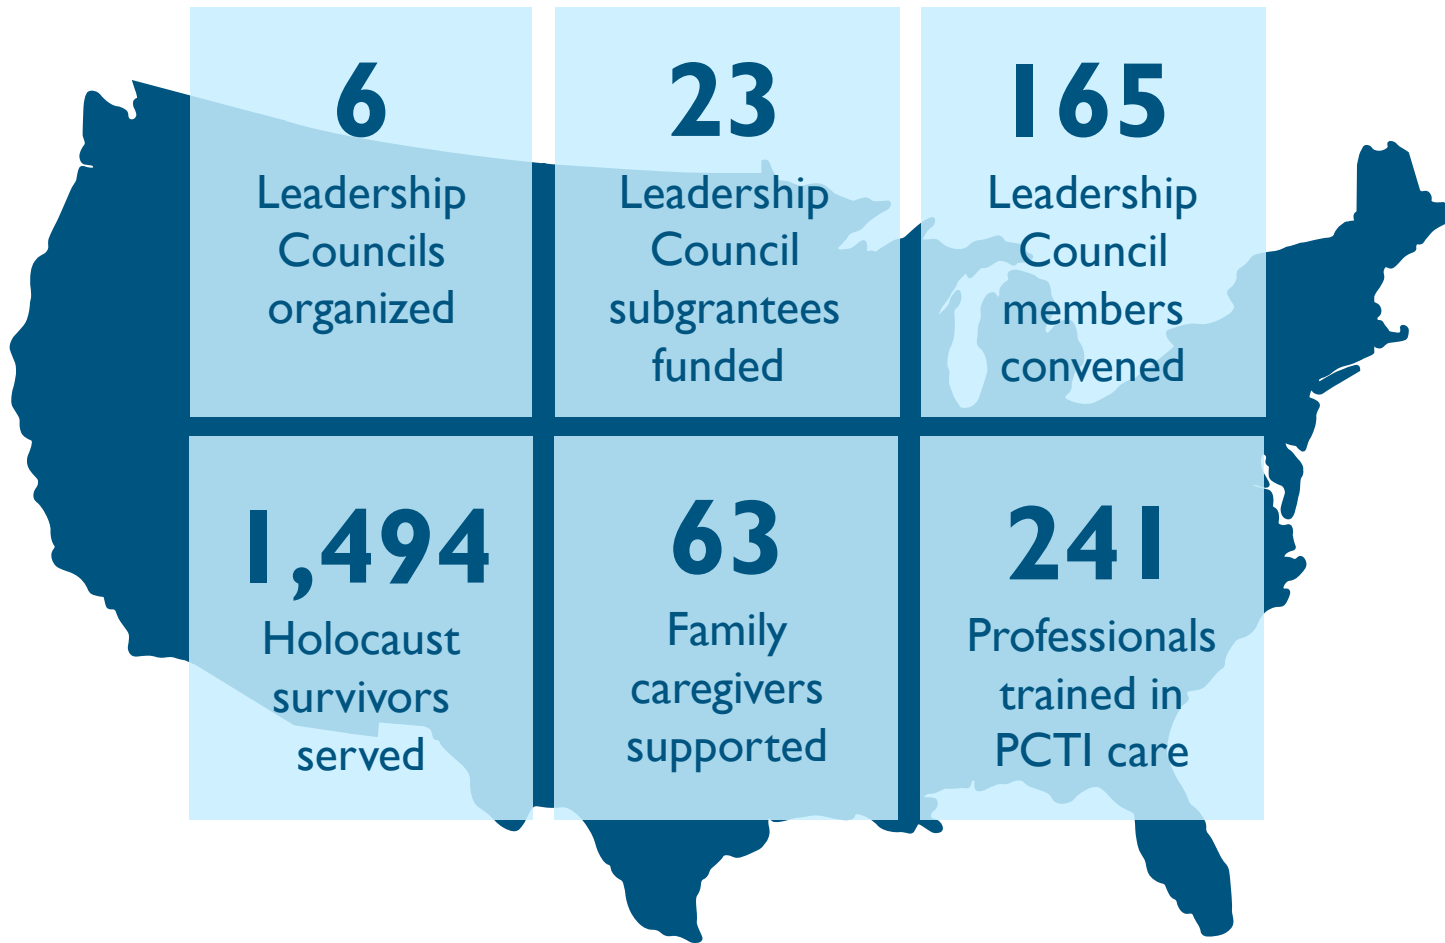 6
Leadership
Councils
organized
23
Leadership
Council
subgrantees
funded
165
Leadership
Council
members
convened
1,494
Holocaust
survivors
served
63
Family
caregivers
supported
241
Professionals
trained in
PCTI care